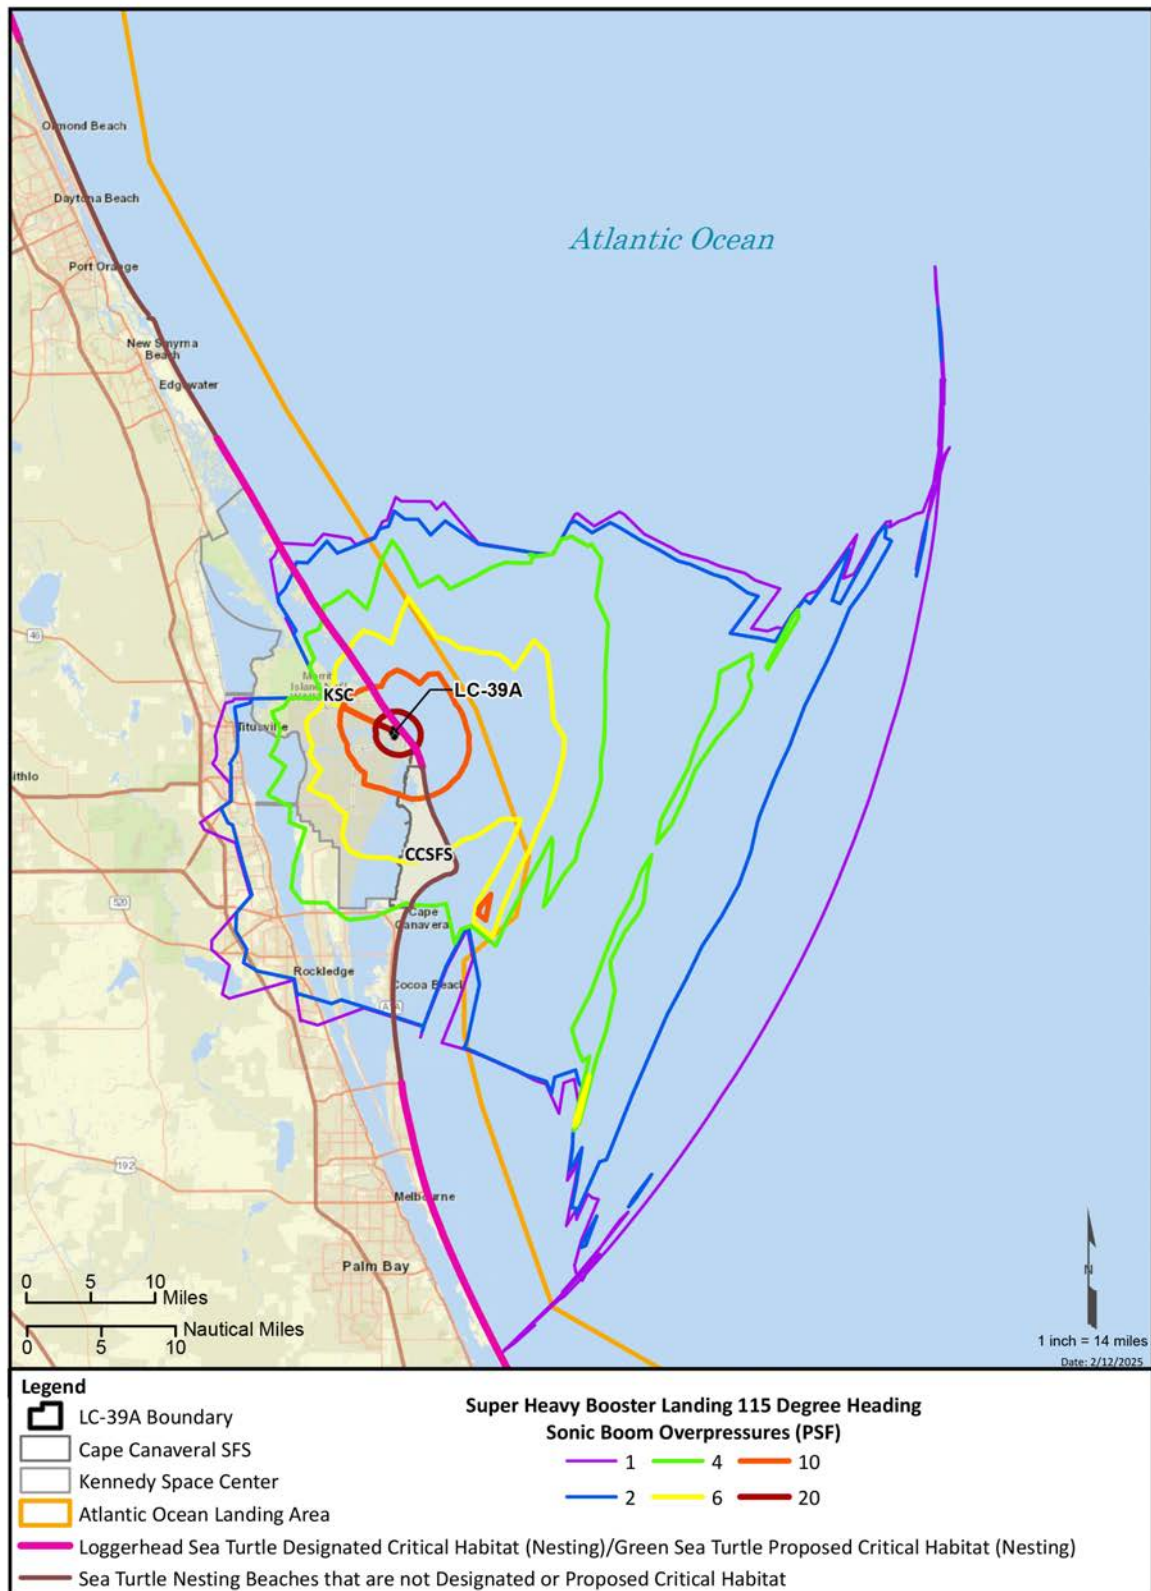 Ormond Beach
Daytona Beach
Atlantic Ocean
Port Orange
New Smyrna
Beach
Edgewater
46
KSC
LC-39A
Titusville
ithlo
CCSFS
520
Cape
Canaveral
Rockledge
Cocoa Beach
A1A
192
Melbourne
Palm Bay
0 5 10
Miles
Nautical Miles
0 5 10
N
1 inch = 14 miles
Date: 2/12/2025
Legend
LC-39A Boundary
Cape Canaveral SFS
Kennedy Space Center
Atlantic Ocean Landing Area
Super Heavy Booster Landing 115 Degree Heading
Sonic Boom Overpressures (PSF)
1 4 10
2 6 20
Loggerhead Sea Turtle Designated Critical Habitat (Nesting)/Green Sea Turtle Proposed Critical Habitat (Nesting)
Sea Turtle Nesting Beaches that are not Designated or Proposed Critical Habitat